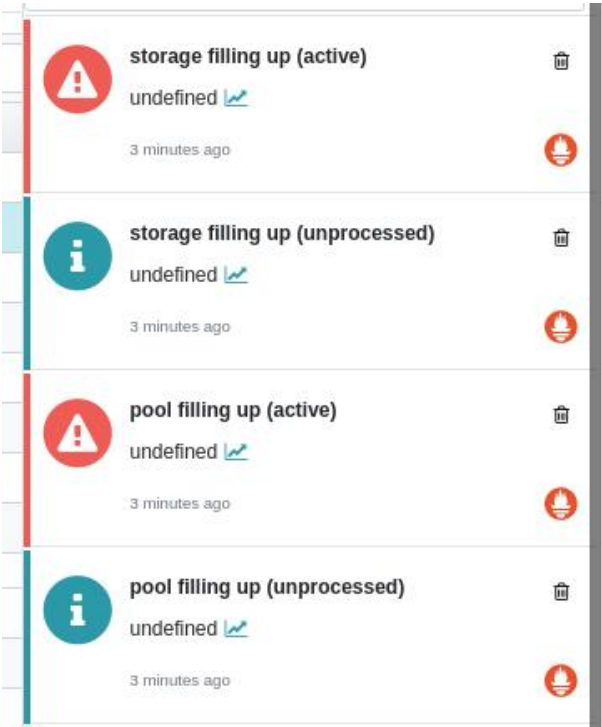 storage filling up (active)
undefined
3 minutes ago
storage filling up (unprocessed)
undefined
3 minutes ago
pool filling up (active)
undefined
3 minutes ago
pool filling up (unprocessed)
undefined
3 minutes ago